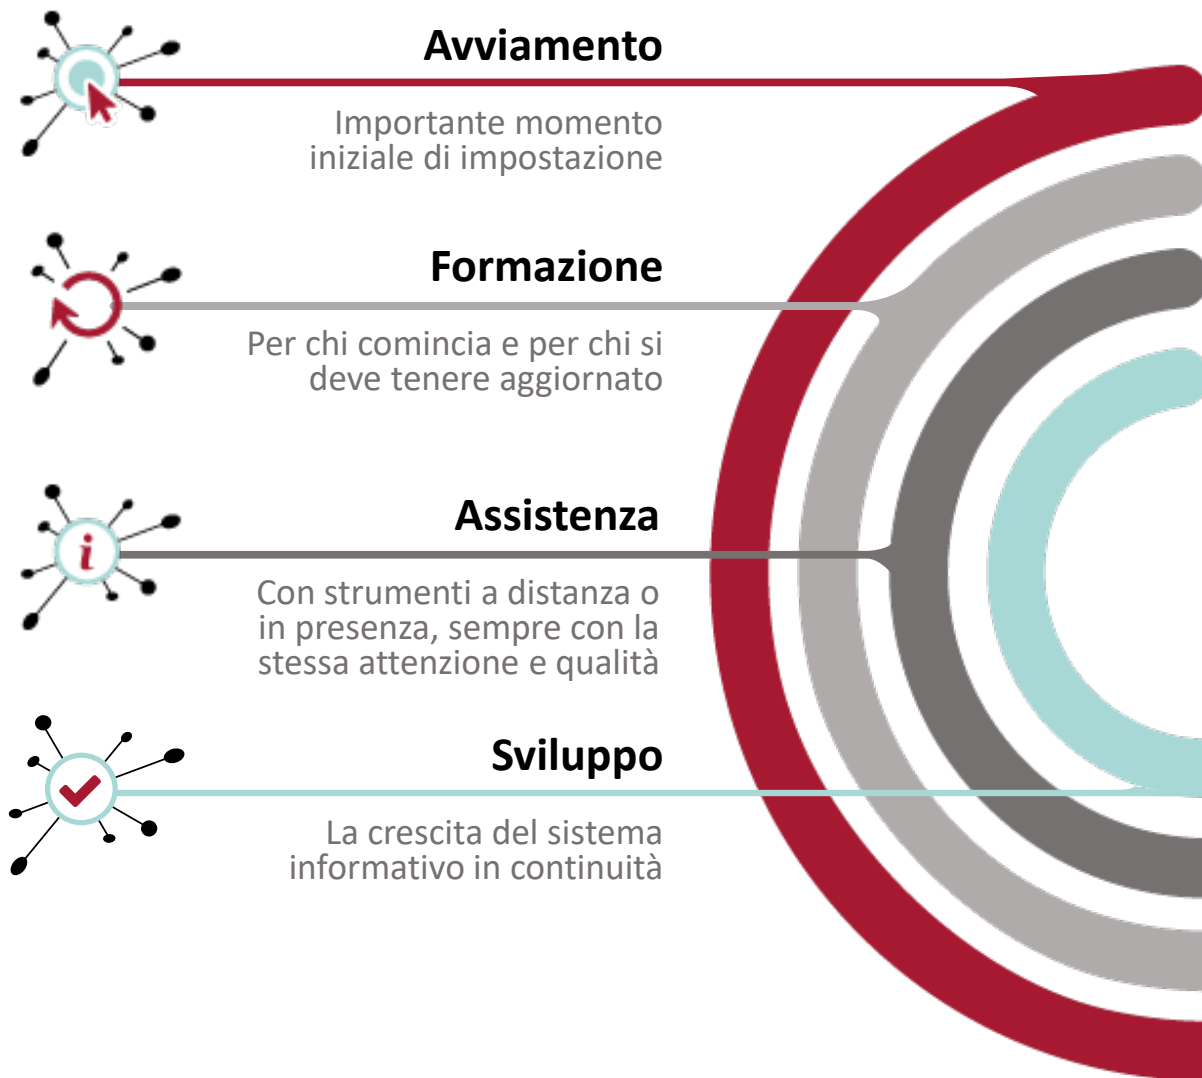 Avviamento
Importante momento
iniziale di impostazione
Formazione
Per chi comincia e per chi si
deve tenere aggiornato
i
Assistenza
Con strumenti a distanza o
in presenza, sempre con la
stessa attenzione e qualità
Sviluppo
La crescita del sistema
informativo in continuità